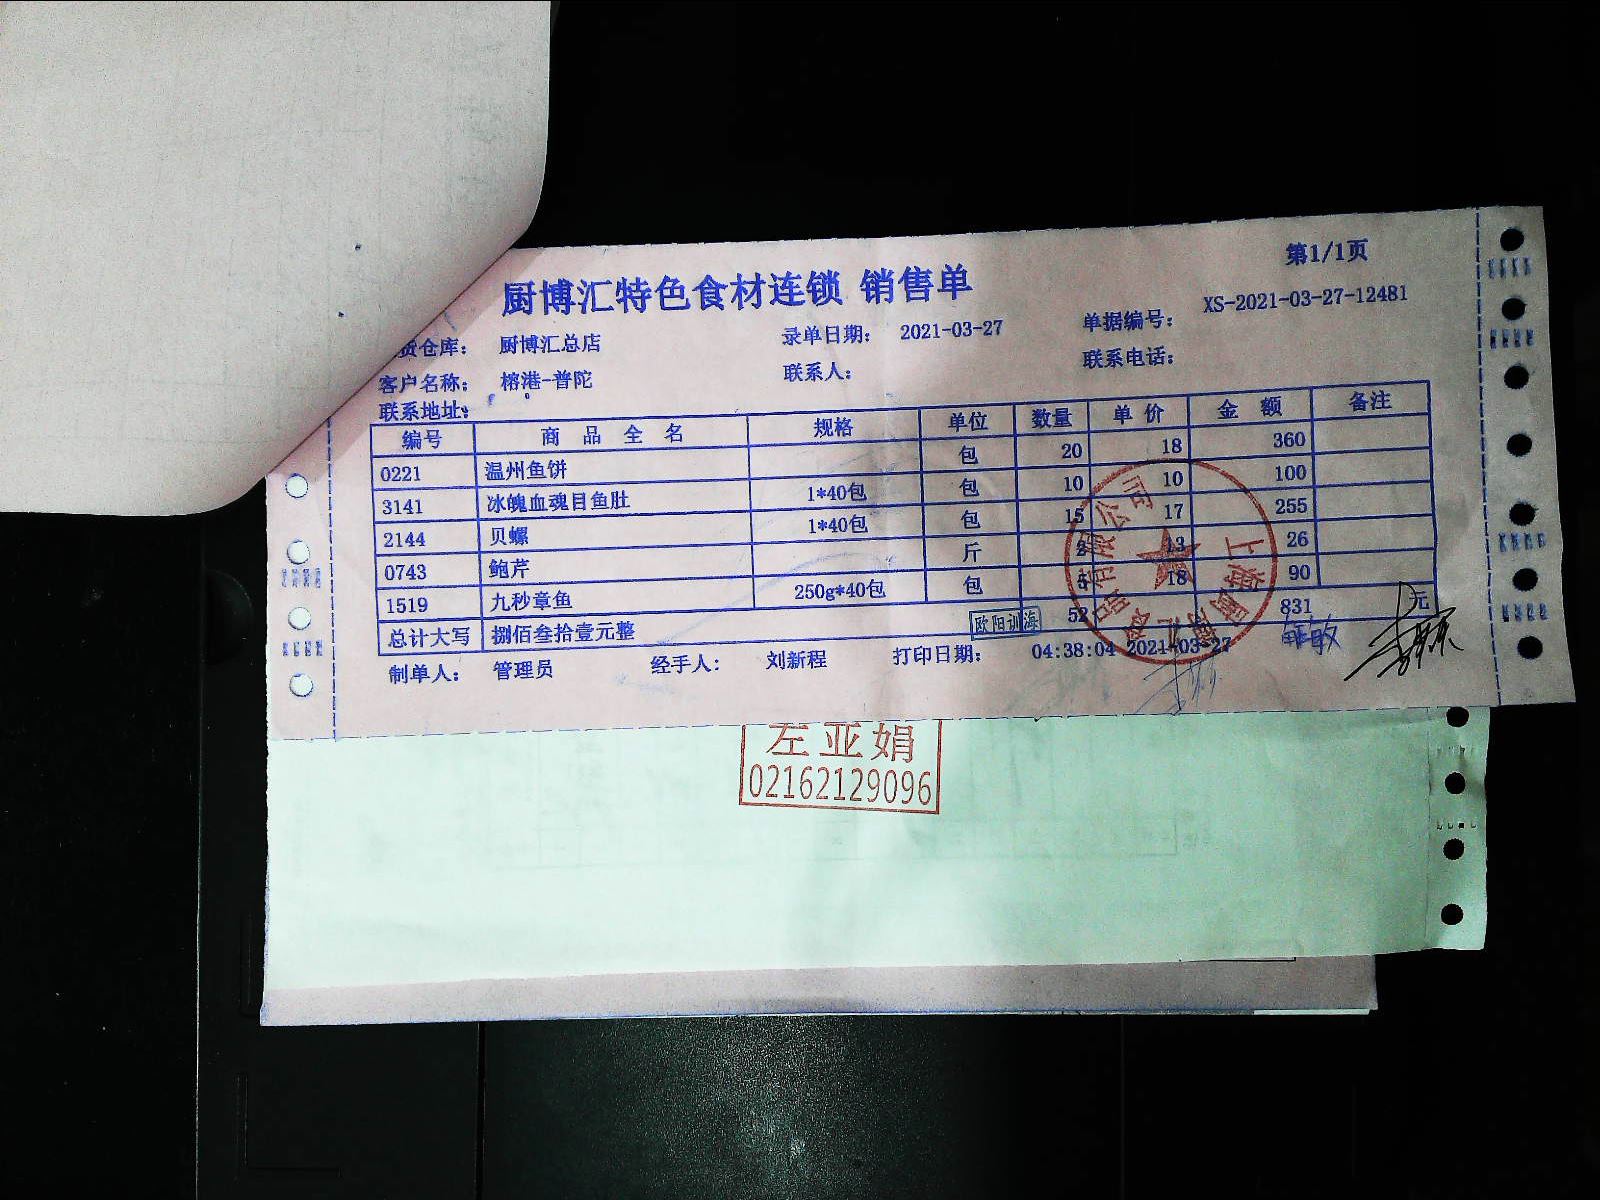 第1/1页
厨博汇特色食材连锁 销售单
货仓库： 厨博汇总店 录单日期： 2021-03-27 单据编号： XS-2021-03-27-12481
客户名称： 榕港-普陀 联系人： 联系电话：
联系地址：
编号 商 品 全 名 规格 单位 数量 单 价 金 额 备注
0221 温州鱼饼 包 20 18 360
3141 冰魄血魂目鱼肚 1*40包 包 10 10 100
2144 贝螺 1*40包 包 15 17 255
0743 鲍芹 斤 2 13 26
1519 九秒章鱼 250g*40包 包 5 18 90
总计大写 捌佰叁拾壹元整 52 831 元
欧阳训海
制单人： 管理员 经手人： 刘新程 打印日期： 04:38:04 2021-03-27
左亚娟
02162129096